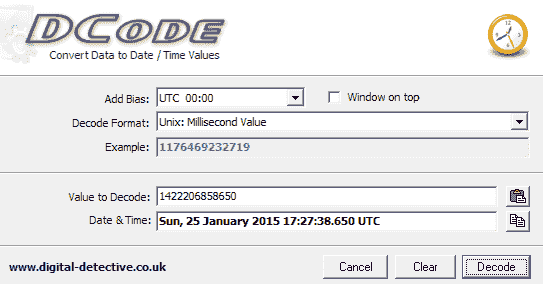 DCode
Convert Data to Date / Time Values
Add Bias: UTC 00:00 Window on top
Decode Format: Unix: Millisecond Value
Example: 1176469232719
Value to Decode: 1422206858650
Date & Time: Sun, 25 January 2015 17:27:38.650 UTC
www.digital-detective.co.uk Cancel Clear Decode